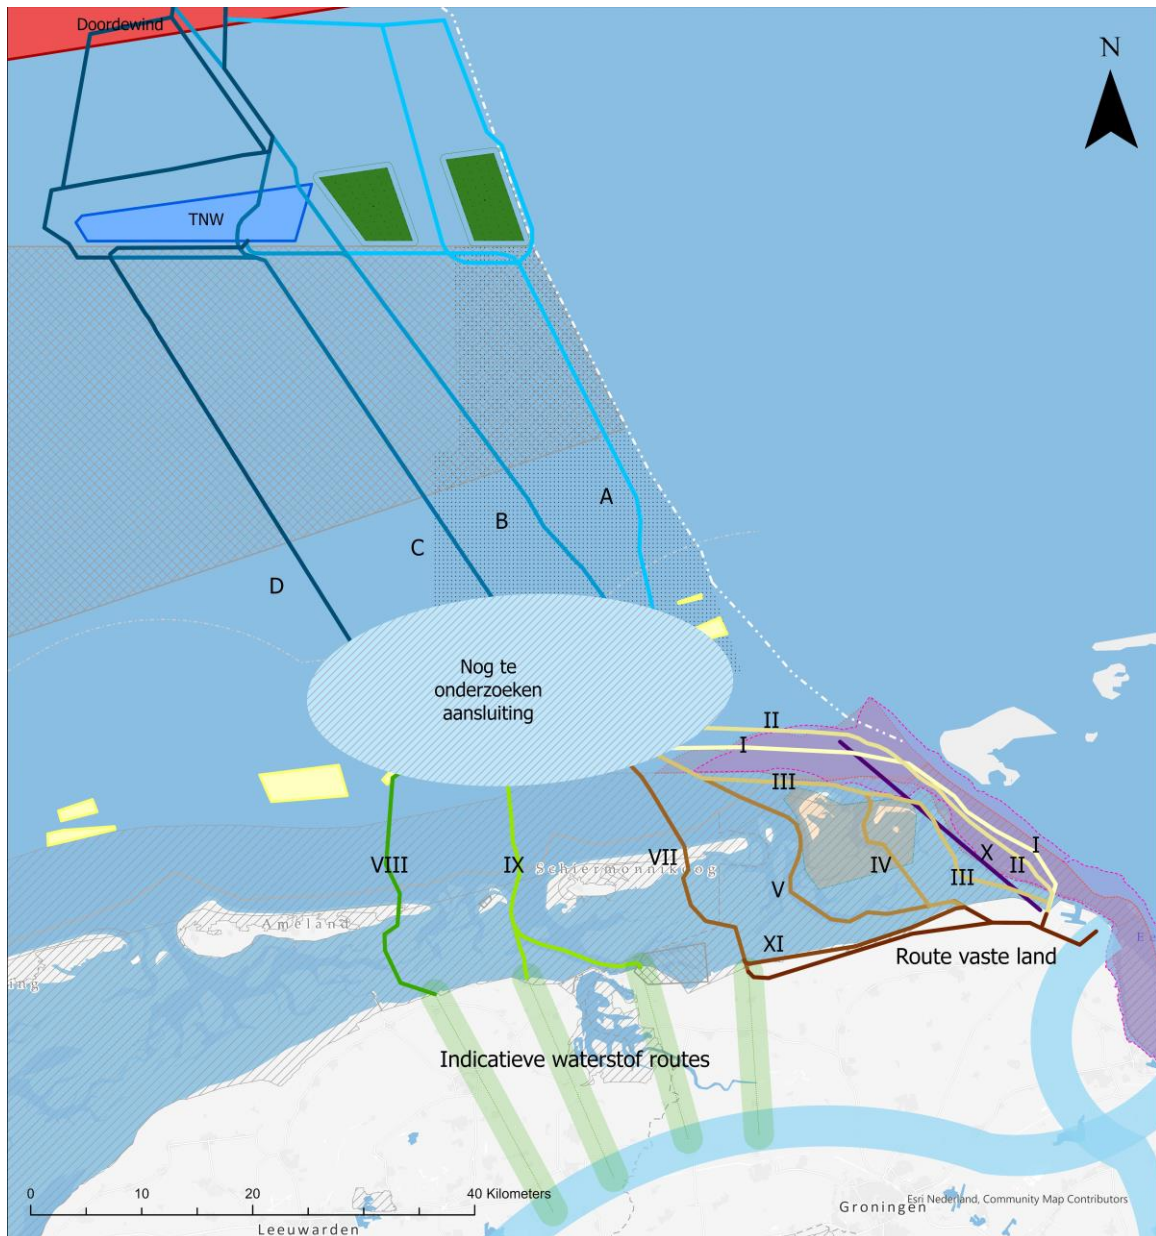 Doordewind
N
TNW
A
B
C
D
Nog te
onderzoeken
aansluiting
II
I
III
VIII
IX
Schiermonnikoog
VII
IV
X
I
II
III
V
Ameland
XI
Route vaste land
Indicatieve waterstof routes
0 10 20 40 Kilometers
Esri Nederland, Community Map Contributors
Groningen
Leeuwarden